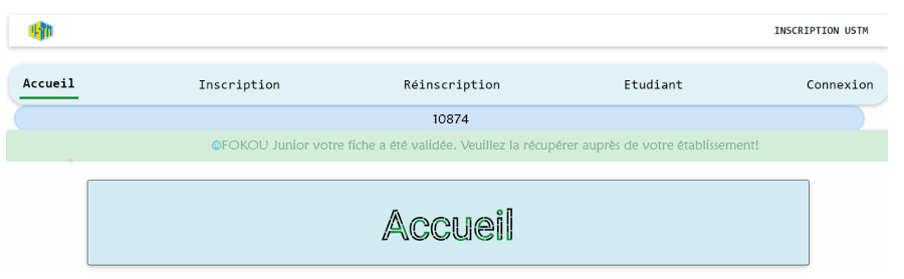 USTM
INSCRIPTION USTM
Accueil Inscription Réinscription Etudiant Connexion
10874
FOKOU Junior votre fiche a été validée. Veuillez la récupérer auprès de votre établissement!
Accueil